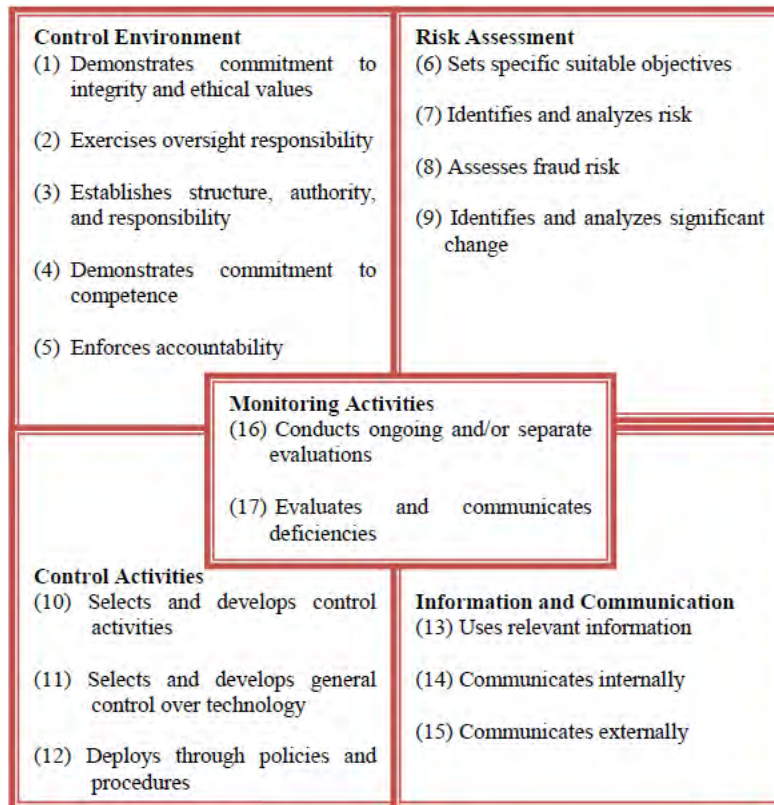 Control Environment
(1) Demonstrates commitment to
integrity and ethical values
(2) Exercises oversight responsibility
(3) Establishes structure, authority,
and responsibility
(4) Demonstrates commitment to
competence
(5) Enforces accountability
Risk Assessment
(6) Sets specific suitable objectives
(7) Identifies and analyzes risk
(8) Assesses fraud risk
(9) Identifies and analyzes significant
change
Monitoring Activities
(16) Conducts ongoing and/or separate
evaluations
(17) Evaluates and communicates
deficiencies
Control Activities
(10) Selects and develops control
activities
(11) Selects and develops general
control over technology
(12) Deploys through policies and
procedures
Information and Communication
(13) Uses relevant information
(14) Communicates internally
(15) Communicates externally